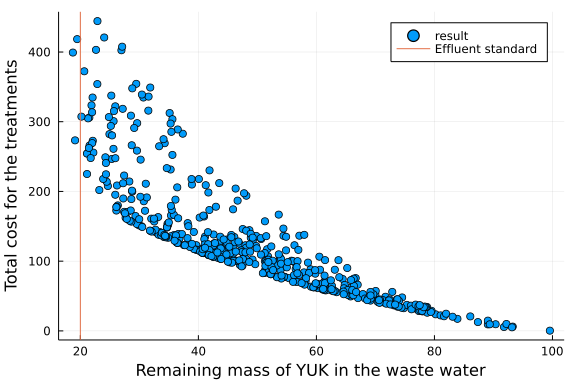 result
Effluent standard
Total cost for the treatments
400
300
200
100
0
20
40
60
80
100
Remaining mass of YUK in the waste water